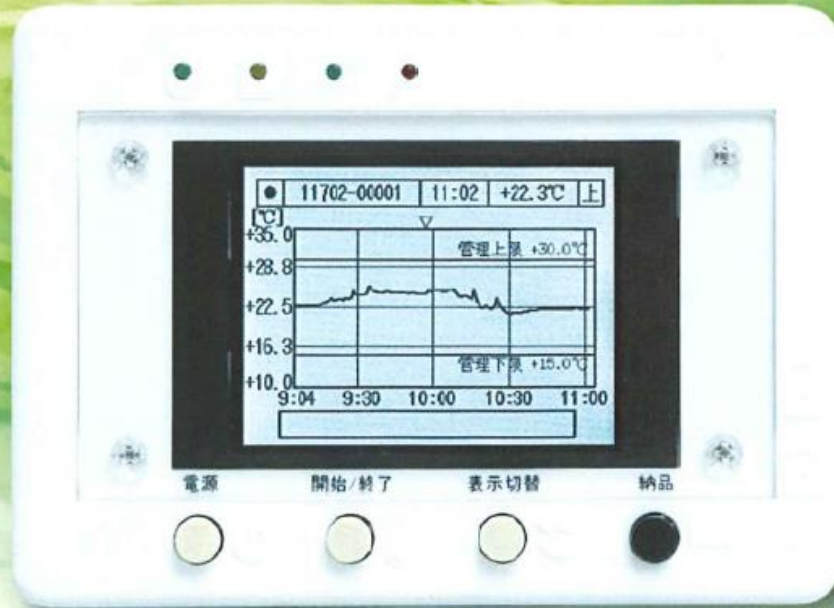 ● 11702-00001 11:02 +22.3℃ 上
[℃]
+35.0
管理上限 +30.0℃
+28.8
+22.5
+16.3
管理下限 +15.0℃
+10.0
9:04 9:30 10:00 10:30 11:00
電源 開始/終了 表示切替 納品